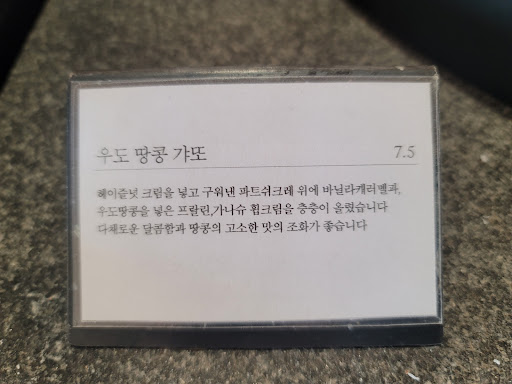 우도 땅콩 갸또 7.5
헤이즐넛 크림을 넣고 구워낸 파트쉬크레 위에 바닐라캐러멜과,
우도땅콩을 넣은 프랄린,가나슈 휩크림을 층층이 올렸습니다
다채로운 달콤함과 땅콩의 고소한 맛의 조화가 좋습니다